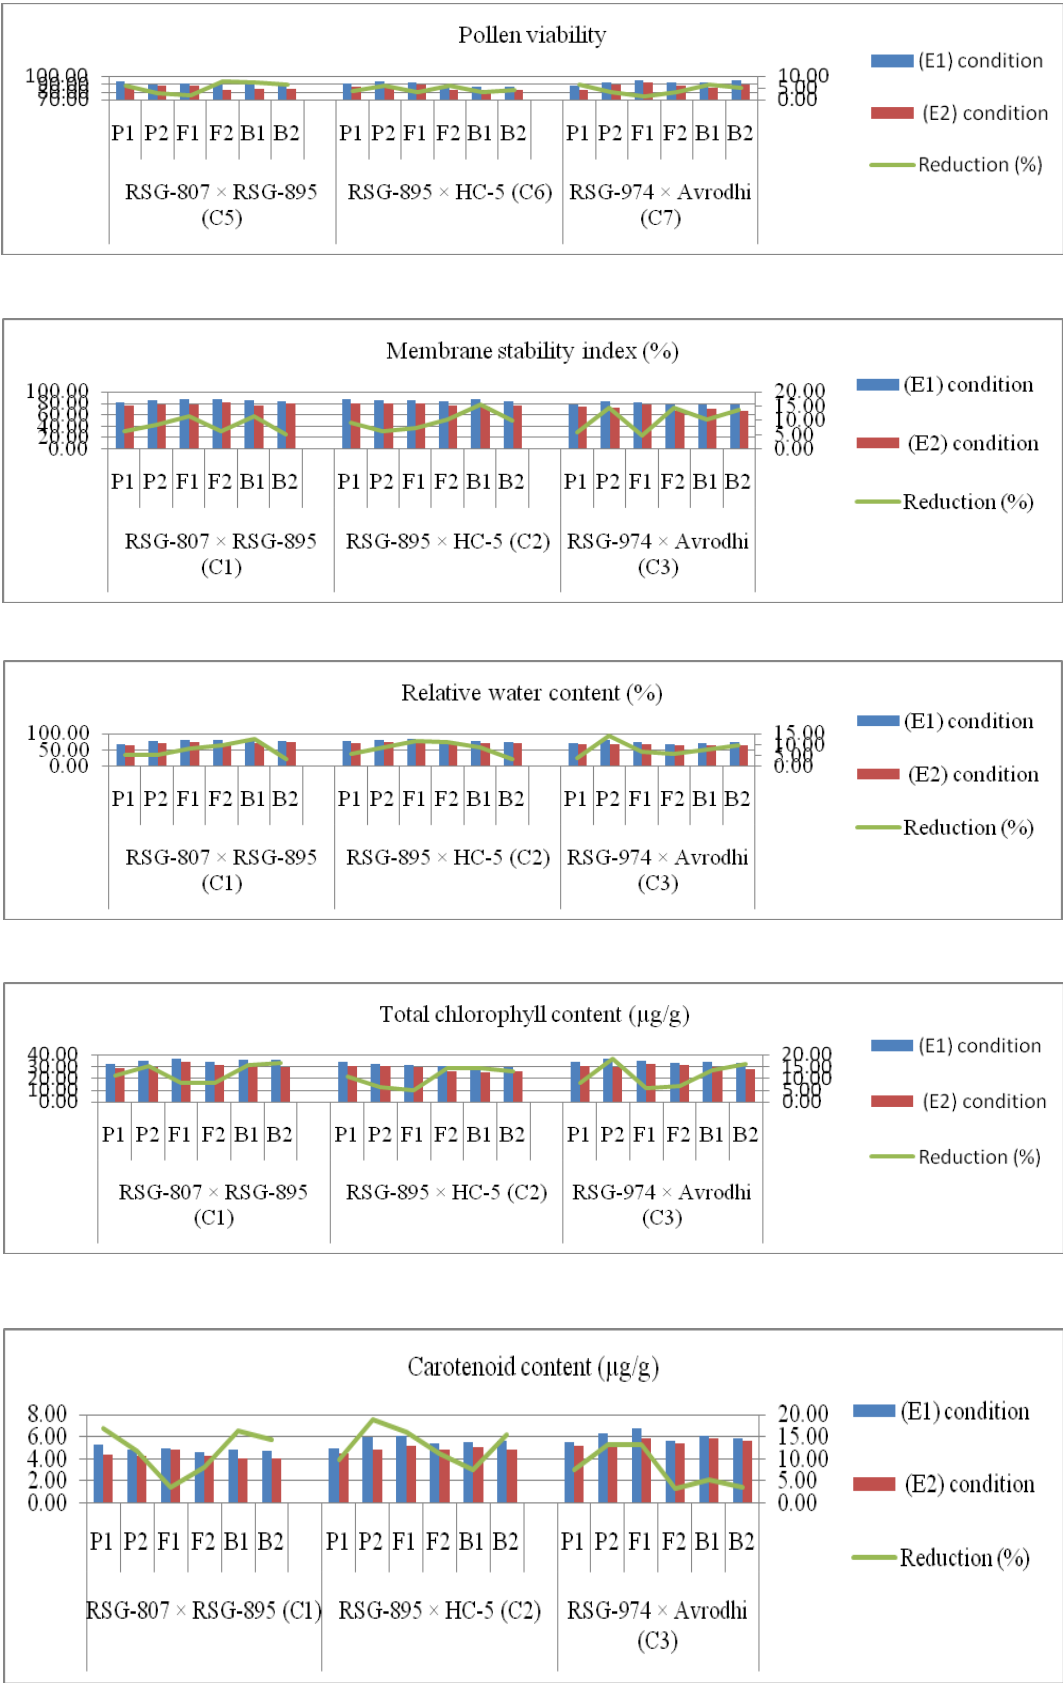 Pollen viability
100.00
90.00
80.00
70.00
10.00
5.00
0.00
P1 P2 F1 F2 B1 B2 P1 P2 F1 F2 B1 B2 P1 P2 F1 F2 B1 B2
RSG-807 × RSG-895 (C5)
RSG-895 × HC-5 (C6)
RSG-974 × Avrodhi (C7)
(E1) condition
(E2) condition
Reduction (%)
Membrane stability index (%)
100.00
80.00
60.00
40.00
20.00
0.00
20.00
15.00
10.00
5.00
0.00
P1 P2 F1 F2 B1 B2 P1 P2 F1 F2 B1 B2 P1 P2 F1 F2 B1 B2
RSG-807 × RSG-895 (C1)
RSG-895 × HC-5 (C2)
RSG-974 × Avrodhi (C3)
(E1) condition
(E2) condition
Reduction (%)
Relative water content (%)
100.00
50.00
0.00
15.00
10.00
5.00
0.00
P1 P2 F1 F2 B1 B2 P1 P2 F1 F2 B1 B2 P1 P2 F1 F2 B1 B2
RSG-807 × RSG-895 (C1)
RSG-895 × HC-5 (C2)
RSG-974 × Avrodhi (C3)
(E1) condition
(E2) condition
Reduction (%)
Total chlorophyll content (µg/g)
40.00
30.00
20.00
10.00
0.00
20.00
15.00
10.00
5.00
0.00
P1 P2 F1 F2 B1 B2 P1 P2 F1 F2 B1 B2 P1 P2 F1 F2 B1 B2
RSG-807 × RSG-895 (C1)
RSG-895 × HC-5 (C2)
RSG-974 × Avrodhi (C3)
(E1) condition
(E2) condition
Reduction (%)
Carotenoid content (µg/g)
8.00
6.00
4.00
2.00
0.00
20.00
15.00
10.00
5.00
0.00
P1 P2 F1 F2 B1 B2 P1 P2 F1 F2 B1 B2 P1 P2 F1 F2 B1 B2
RSG-807 × RSG-895 (C1)
RSG-895 × HC-5 (C2)
RSG-974 × Avrodhi (C3)
(E1) condition
(E2) condition
Reduction (%)